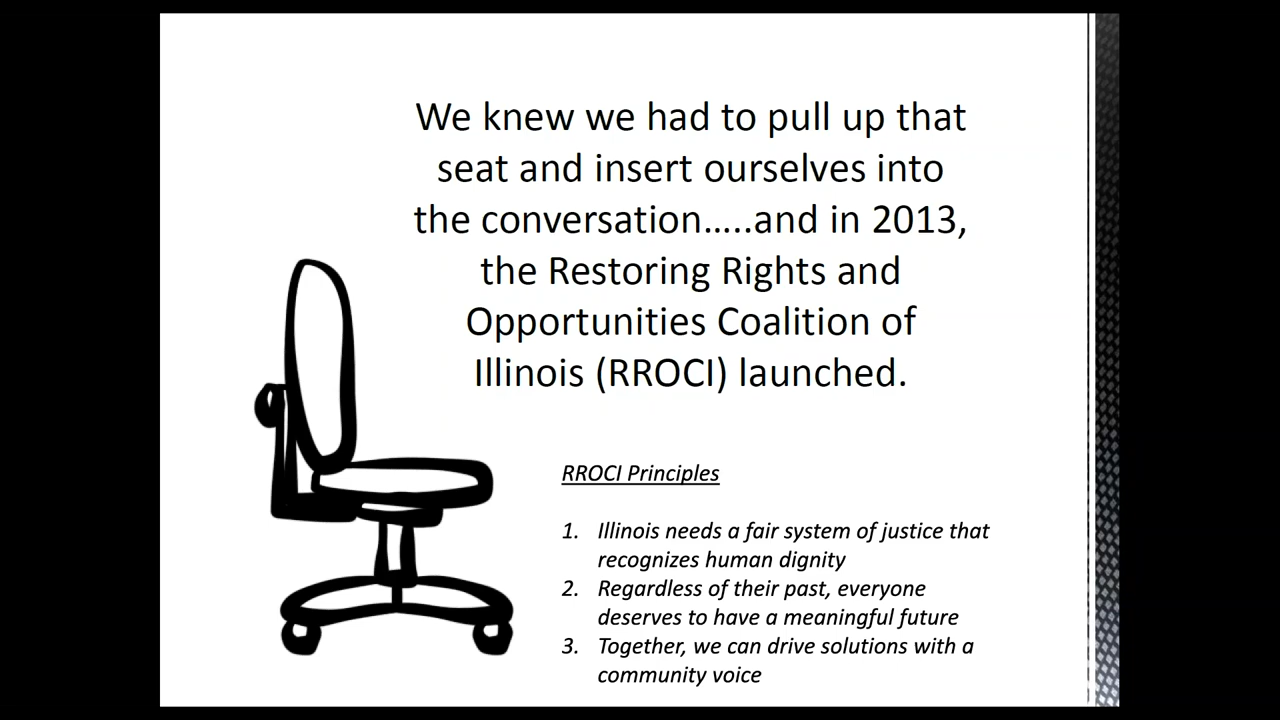 We knew we had to pull up that
seat and insert ourselves into
the conversation…..and in 2013,
the Restoring Rights and
Opportunities Coalition of
Illinois (RROCI) launched.
RROCI Principles
1. Illinois needs a fair system of justice that
recognizes human dignity
2. Regardless of their past, everyone
deserves to have a meaningful future
3. Together, we can drive solutions with a
community voice